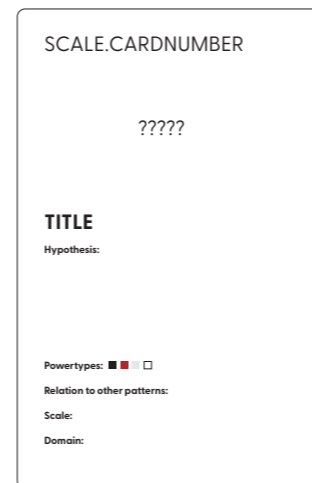 SCALE.CARDNUMBER
?????
TITLE
Hypothesis:
Powertypes:
Relation to other patterns:
Scale:
Domain: